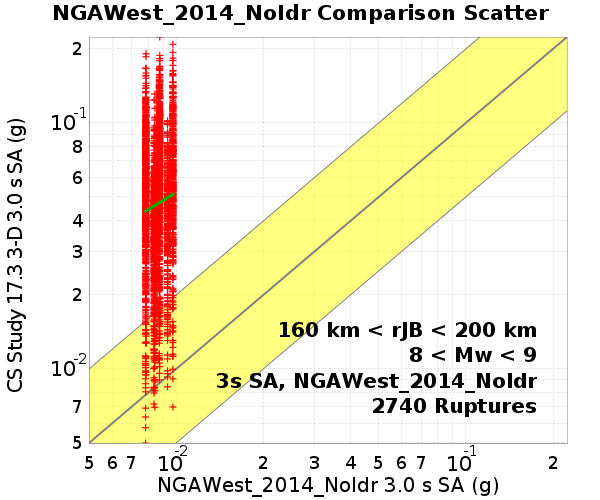 NGAWest_2014_NoIdr Comparison Scatter
CS Study 17.3 3-D 3.0 s SA (g)
2
10^-1
8
6
4
3
2
10^-2
7
5
160 km < rJB < 200 km
8 < Mw < 9
3s SA, NGAWest_2014_NoIdr
2740 Ruptures
5 6 7 10^-2 2 3 4 5 6 7 10^-1 2
NGAWest_2014_NoIdr 3.0 s SA (g)